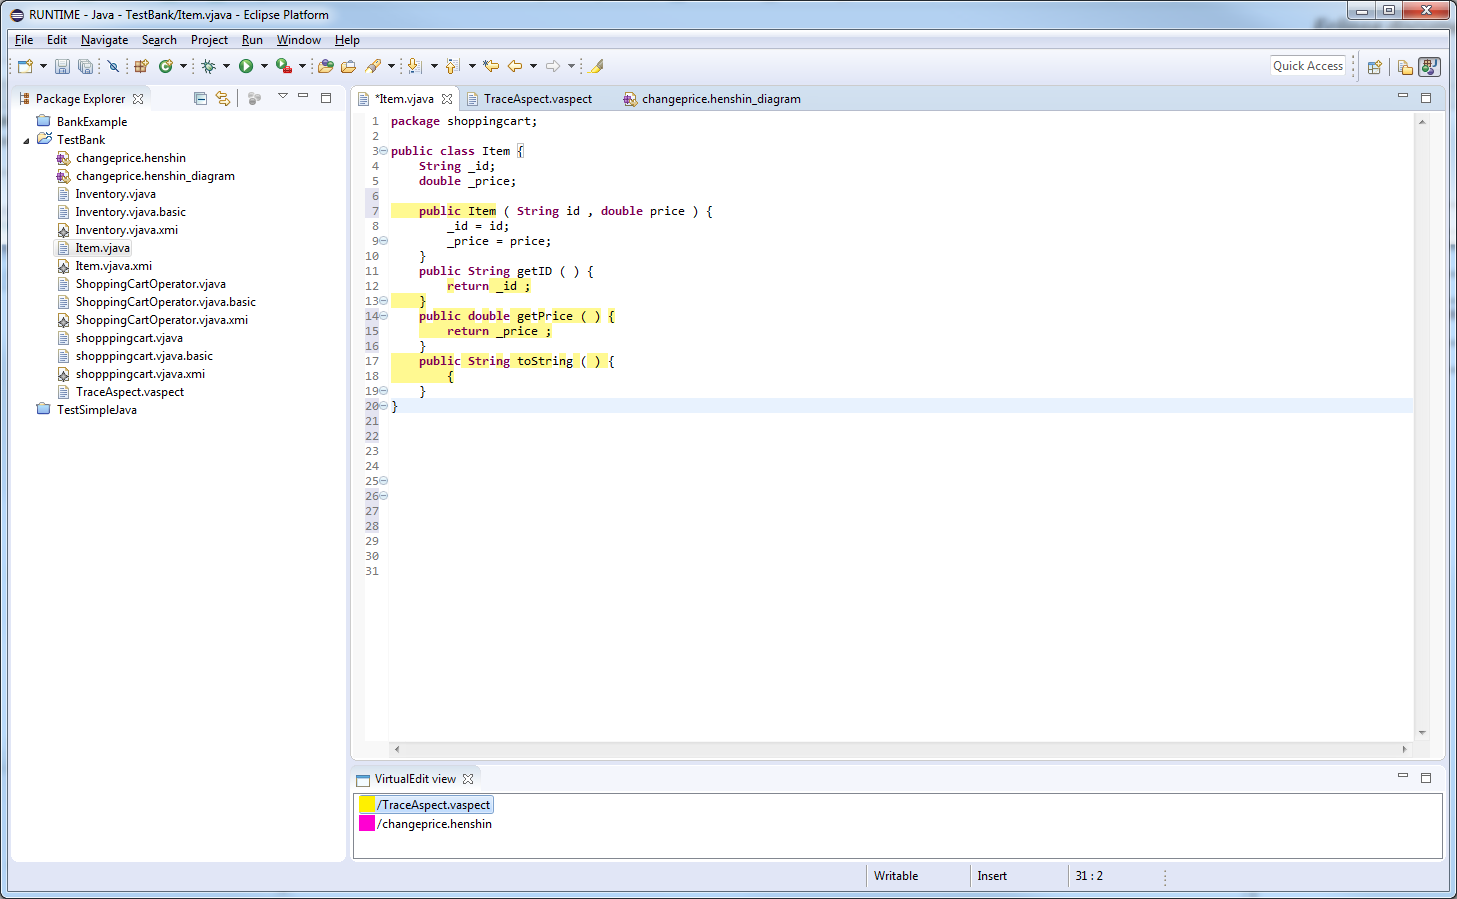 RUNTIME - Java - TestBank/Item.vjava - Eclipse Platform
File Edit Navigate Search Project Run Window Help
Quick Access
Package Explorer
BankExample
TestBank
changeprice.henshin
changeprice.henshin_diagram
Inventory.vjava
Inventory.vjava.basic
Inventory.vjava.xmi
Item.vjava
Item.vjava.xmi
ShoppingCartOperator.vjava
ShoppingCartOperator.vjava.basic
ShoppingCartOperator.vjava.xmi
shopppingcart.vjava
shopppingcart.vjava.basic
shopppingcart.vjava.xmi
TraceAspect.vaspect
TestSimpleJava
*Item.vjava TraceAspect.vaspect changeprice.henshin_diagram
1 package shoppingcart;
2
3 public class Item {
4 String _id;
5 double _price;
6
7 public Item ( String id , double price ) {
8 _id = id;
9 _price = price;
10 }
11 public String getID ( ) {
12 return _id ;
13 }
14 public double getPrice ( ) {
15 return _price ;
16 }
17 public String toString ( ) {
18 {
19 }
20 }
21
22
23
24
25
26
27
28
29
30
31
VirtualEdit view
/TraceAspect.vaspect
/changeprice.henshin
Writable Insert 31 : 2